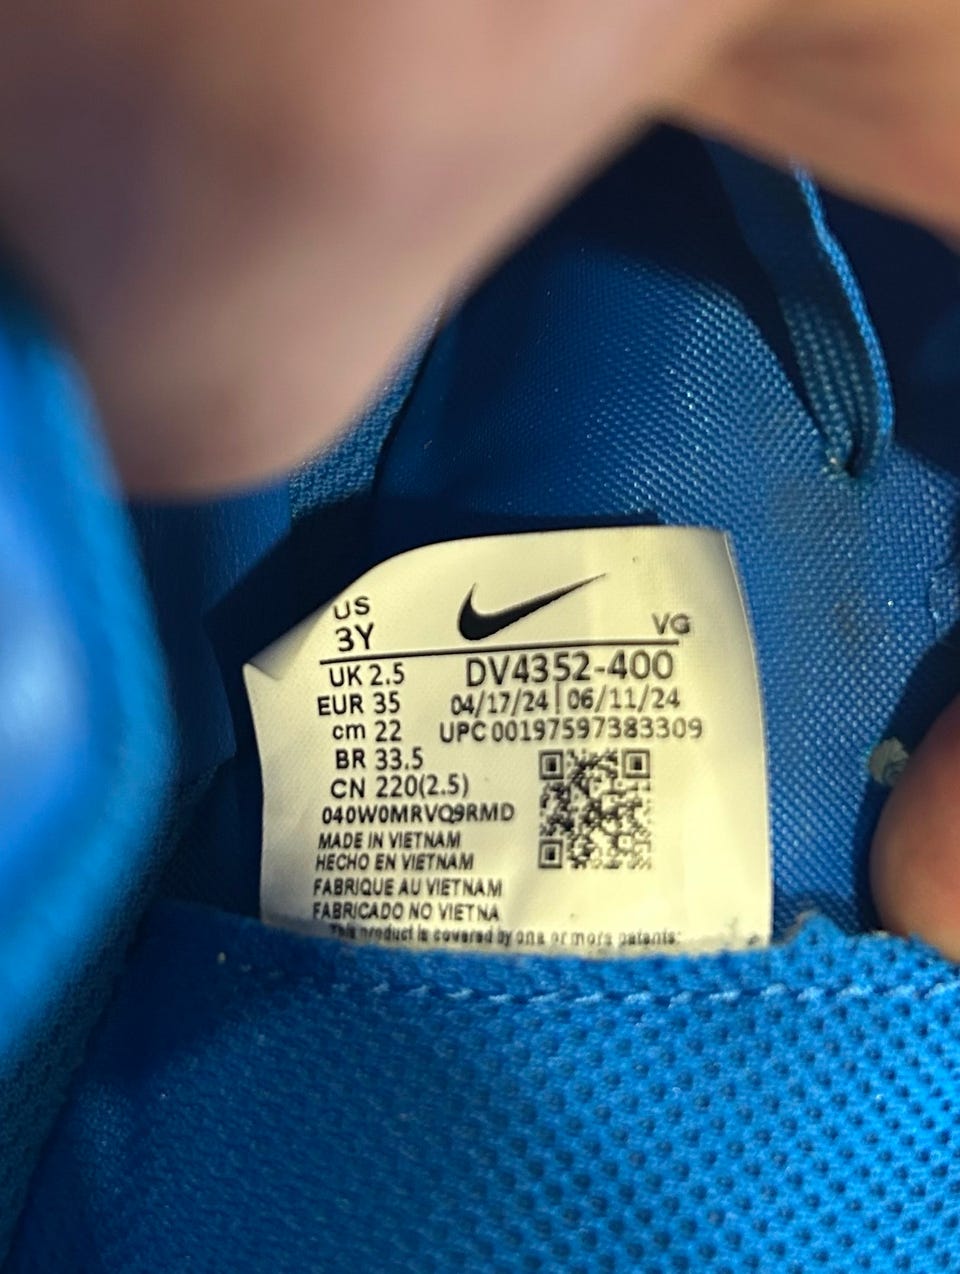 US
3Y
VG
UK 2.5
DV4352-400
EUR 35
04/17/24 | 06/11/24
cm 22
UPC 00197597383309
BR 33.5
CN 220(2.5)
040W0MRVQ9RMD
MADE IN VIETNAM
HECHO EN VIETNAM
FABRIQUE AU VIETNAM
FABRICADO NO VIETNA
This product is covered by one or more patents: